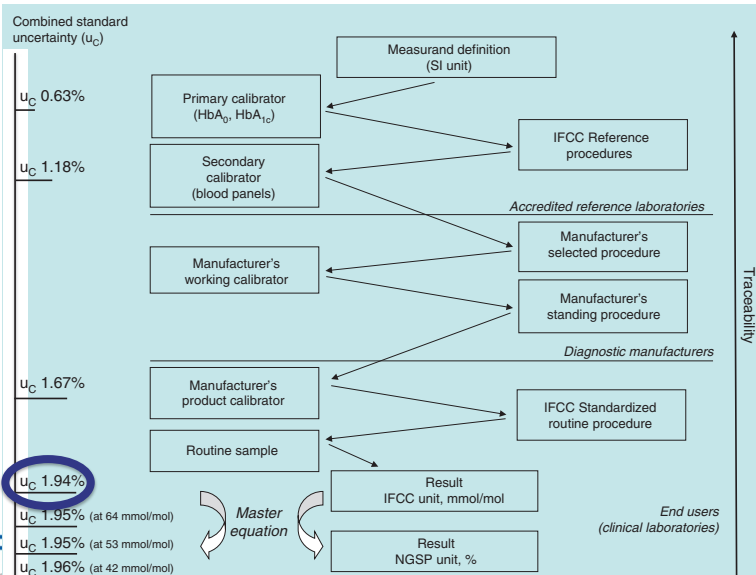 Combined standard
uncertainty (uC)
Measurand definition
(SI unit)
uC 0.63%
Primary calibrator
(HbA0, HbA1c)
IFCC Reference
procedures
uC 1.18%
Secondary
calibrator
(blood panels)
Accredited reference laboratories
Manufacturer's
selected procedure
Manufacturer's
working calibrator
Manufacturer's
standing procedure
Traceability
Diagnostic manufacturers
uC 1.67%
Manufacturer's
product calibrator
IFCC Standardized
routine procedure
Routine sample
uC 1.94%
Result
IFCC unit, mmol/mol
uC 1.95% (at 64 mmol/mol)
Master
equation
End users
(clinical laboratories)
uC 1.95% (at 53 mmol/mol)
Result
NGSP unit, %
uC 1.96% (at 42 mmol/mol)